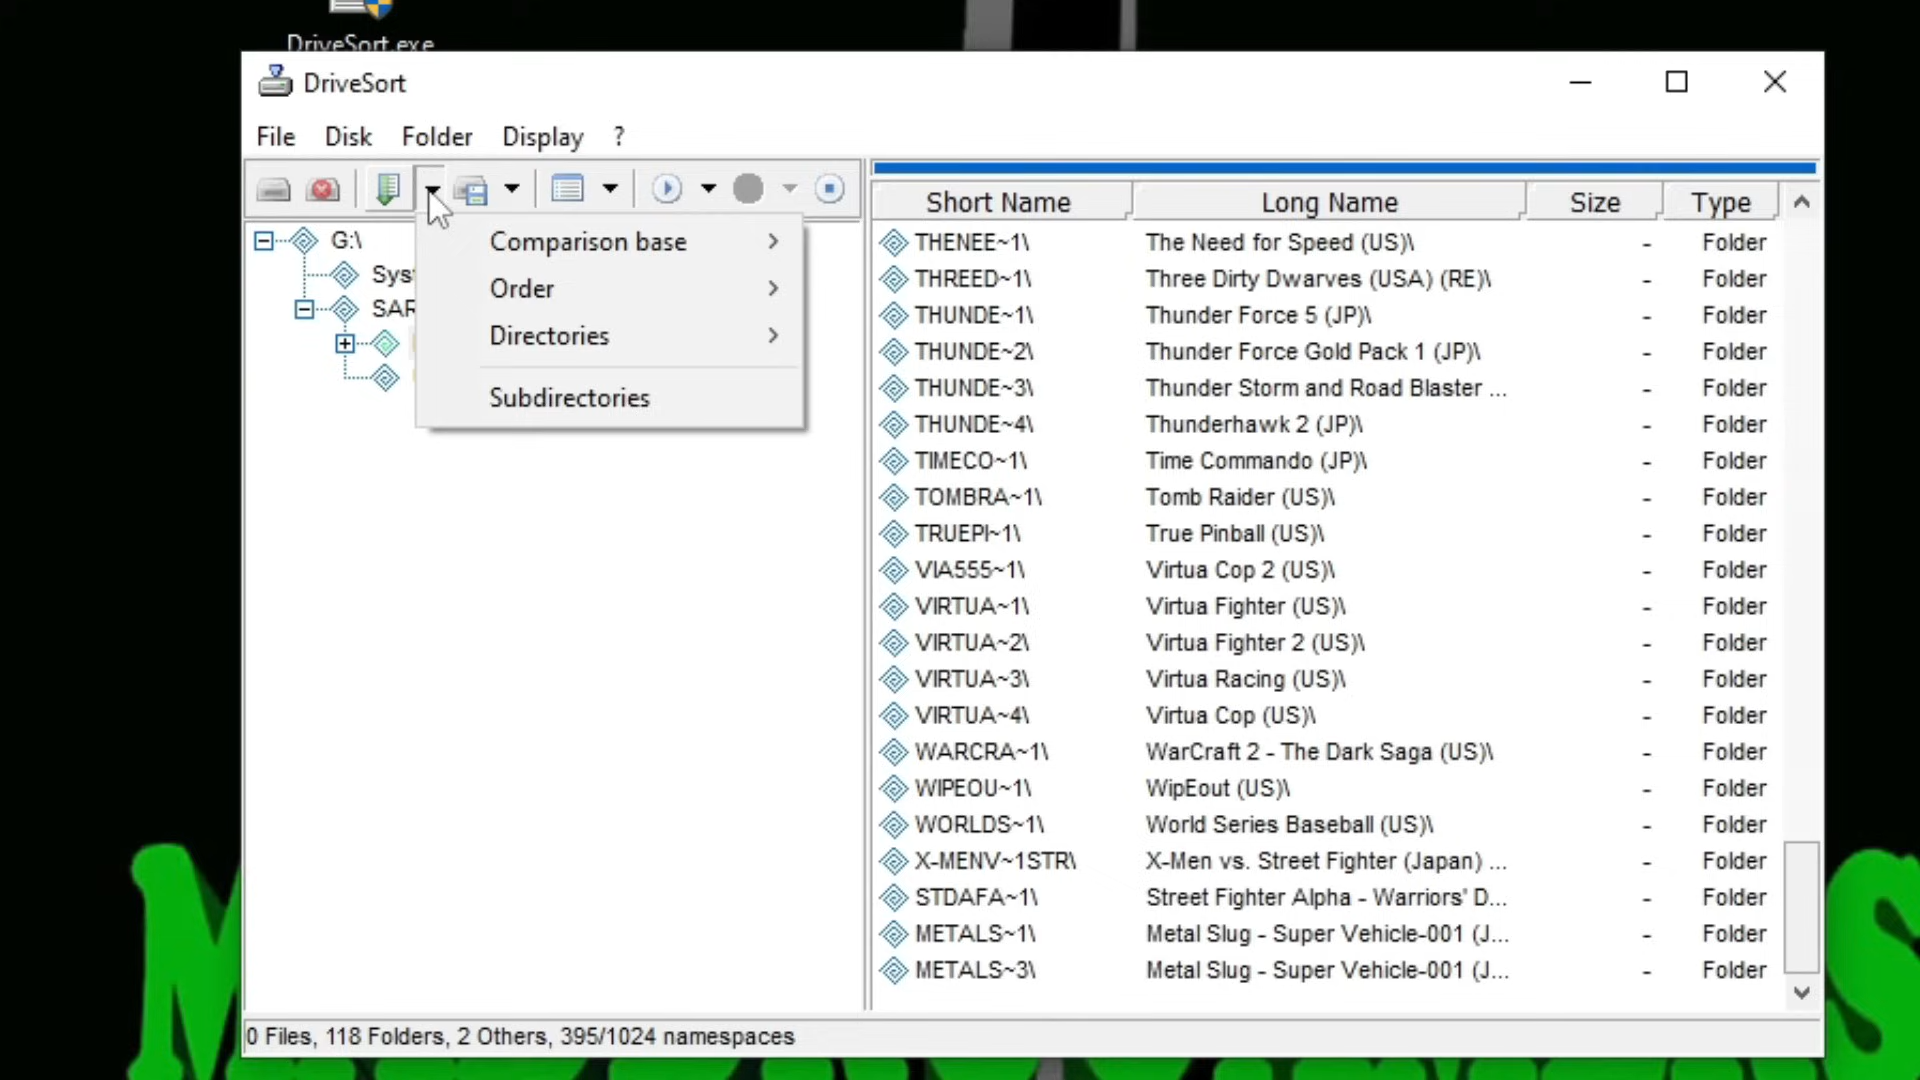 DriveSort.exe
DriveSort
File Disk Folder Display ?
Short Name Long Name Size Type
G:\
Comparison base
Order
Directories
Subdirectories
THENEE~1\ The Need for Speed (US)\ - Folder
THREED~1\ Three Dirty Dwarves (USA) (RE)\ - Folder
THUNDE~1\ Thunder Force 5 (JP)\ - Folder
THUNDE~2\ Thunder Force Gold Pack 1 (JP)\ - Folder
THUNDE~3\ Thunder Storm and Road Blaster ... - Folder
THUNDE~4\ Thunderhawk 2 (JP)\ - Folder
TIMECO~1\ Time Commando (JP)\ - Folder
TOMBRA~1\ Tomb Raider (US)\ - Folder
TRUEPI~1\ True Pinball (US)\ - Folder
VIA555~1\ Virtua Cop 2 (US)\ - Folder
VIRTUA~1\ Virtua Fighter (US)\ - Folder
VIRTUA~2\ Virtua Fighter 2 (US)\ - Folder
VIRTUA~3\ Virtua Racing (US)\ - Folder
VIRTUA~4\ Virtua Cop (US)\ - Folder
WARCRA~1\ WarCraft 2 - The Dark Saga (US)\ - Folder
WIPEOU~1\ WipEout (US)\ - Folder
WORLDS~1\ World Series Baseball (US)\ - Folder
X-MENV~1STR\ X-Men vs. Street Fighter (Japan) ... - Folder
STDAFA~1\ Street Fighter Alpha - Warriors' D... - Folder
METALS~1\ Metal Slug - Super Vehicle-001 (J... - Folder
METALS~3\ Metal Slug - Super Vehicle-001 (J... - Folder
0 Files, 118 Folders, 2 Others, 395/1024 namespaces